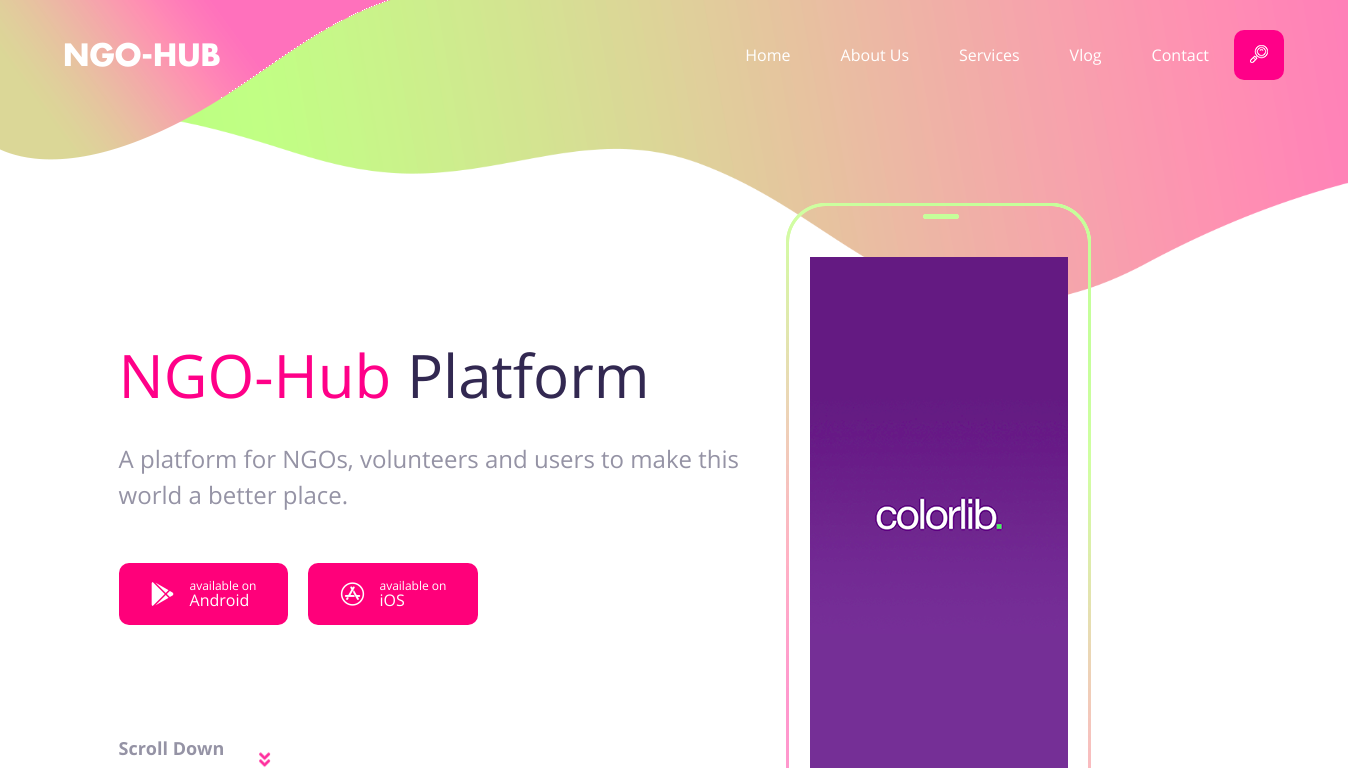 NGO-HUB
Home
About Us
Services
Vlog
Contact
NGO-Hub Platform
A platform for NGOs, volunteers and users to make this
world a better place.
available on
Android
available on
iOS
colorlib.
Scroll Down